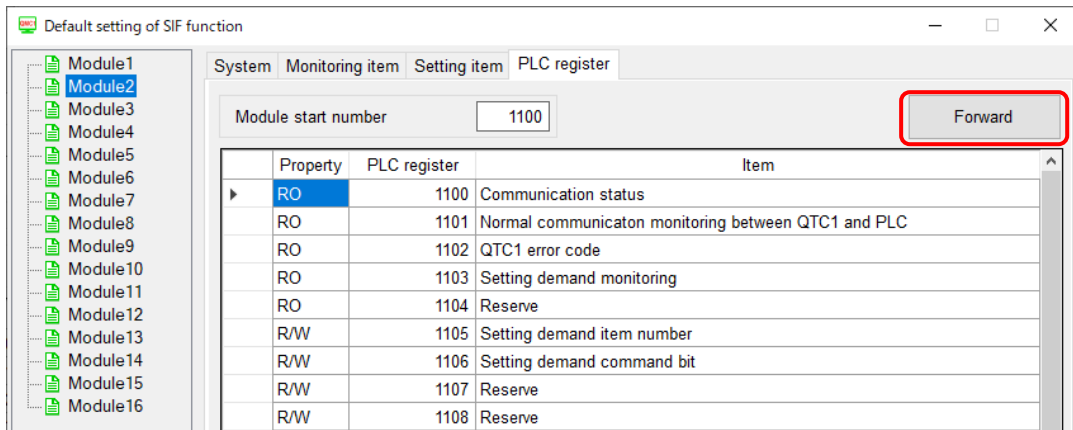 QMC1 Default setting of SIF function
Module1
Module2
Module3
Module4
Module5
Module6
Module7
Module8
Module9
Module10
Module11
Module12
Module13
Module14
Module15
Module16
System Monitoring item Setting item PLC register
Module start number 1100 Forward
Property PLC register Item
RO 1100 Communication status
RO 1101 Normal communicaton monitoring between QTC1 and PLC
RO 1102 QTC1 error code
RO 1103 Setting demand monitoring
RO 1104 Reserve
R/W 1105 Setting demand item number
R/W 1106 Setting demand command bit
R/W 1107 Reserve
R/W 1108 Reserve